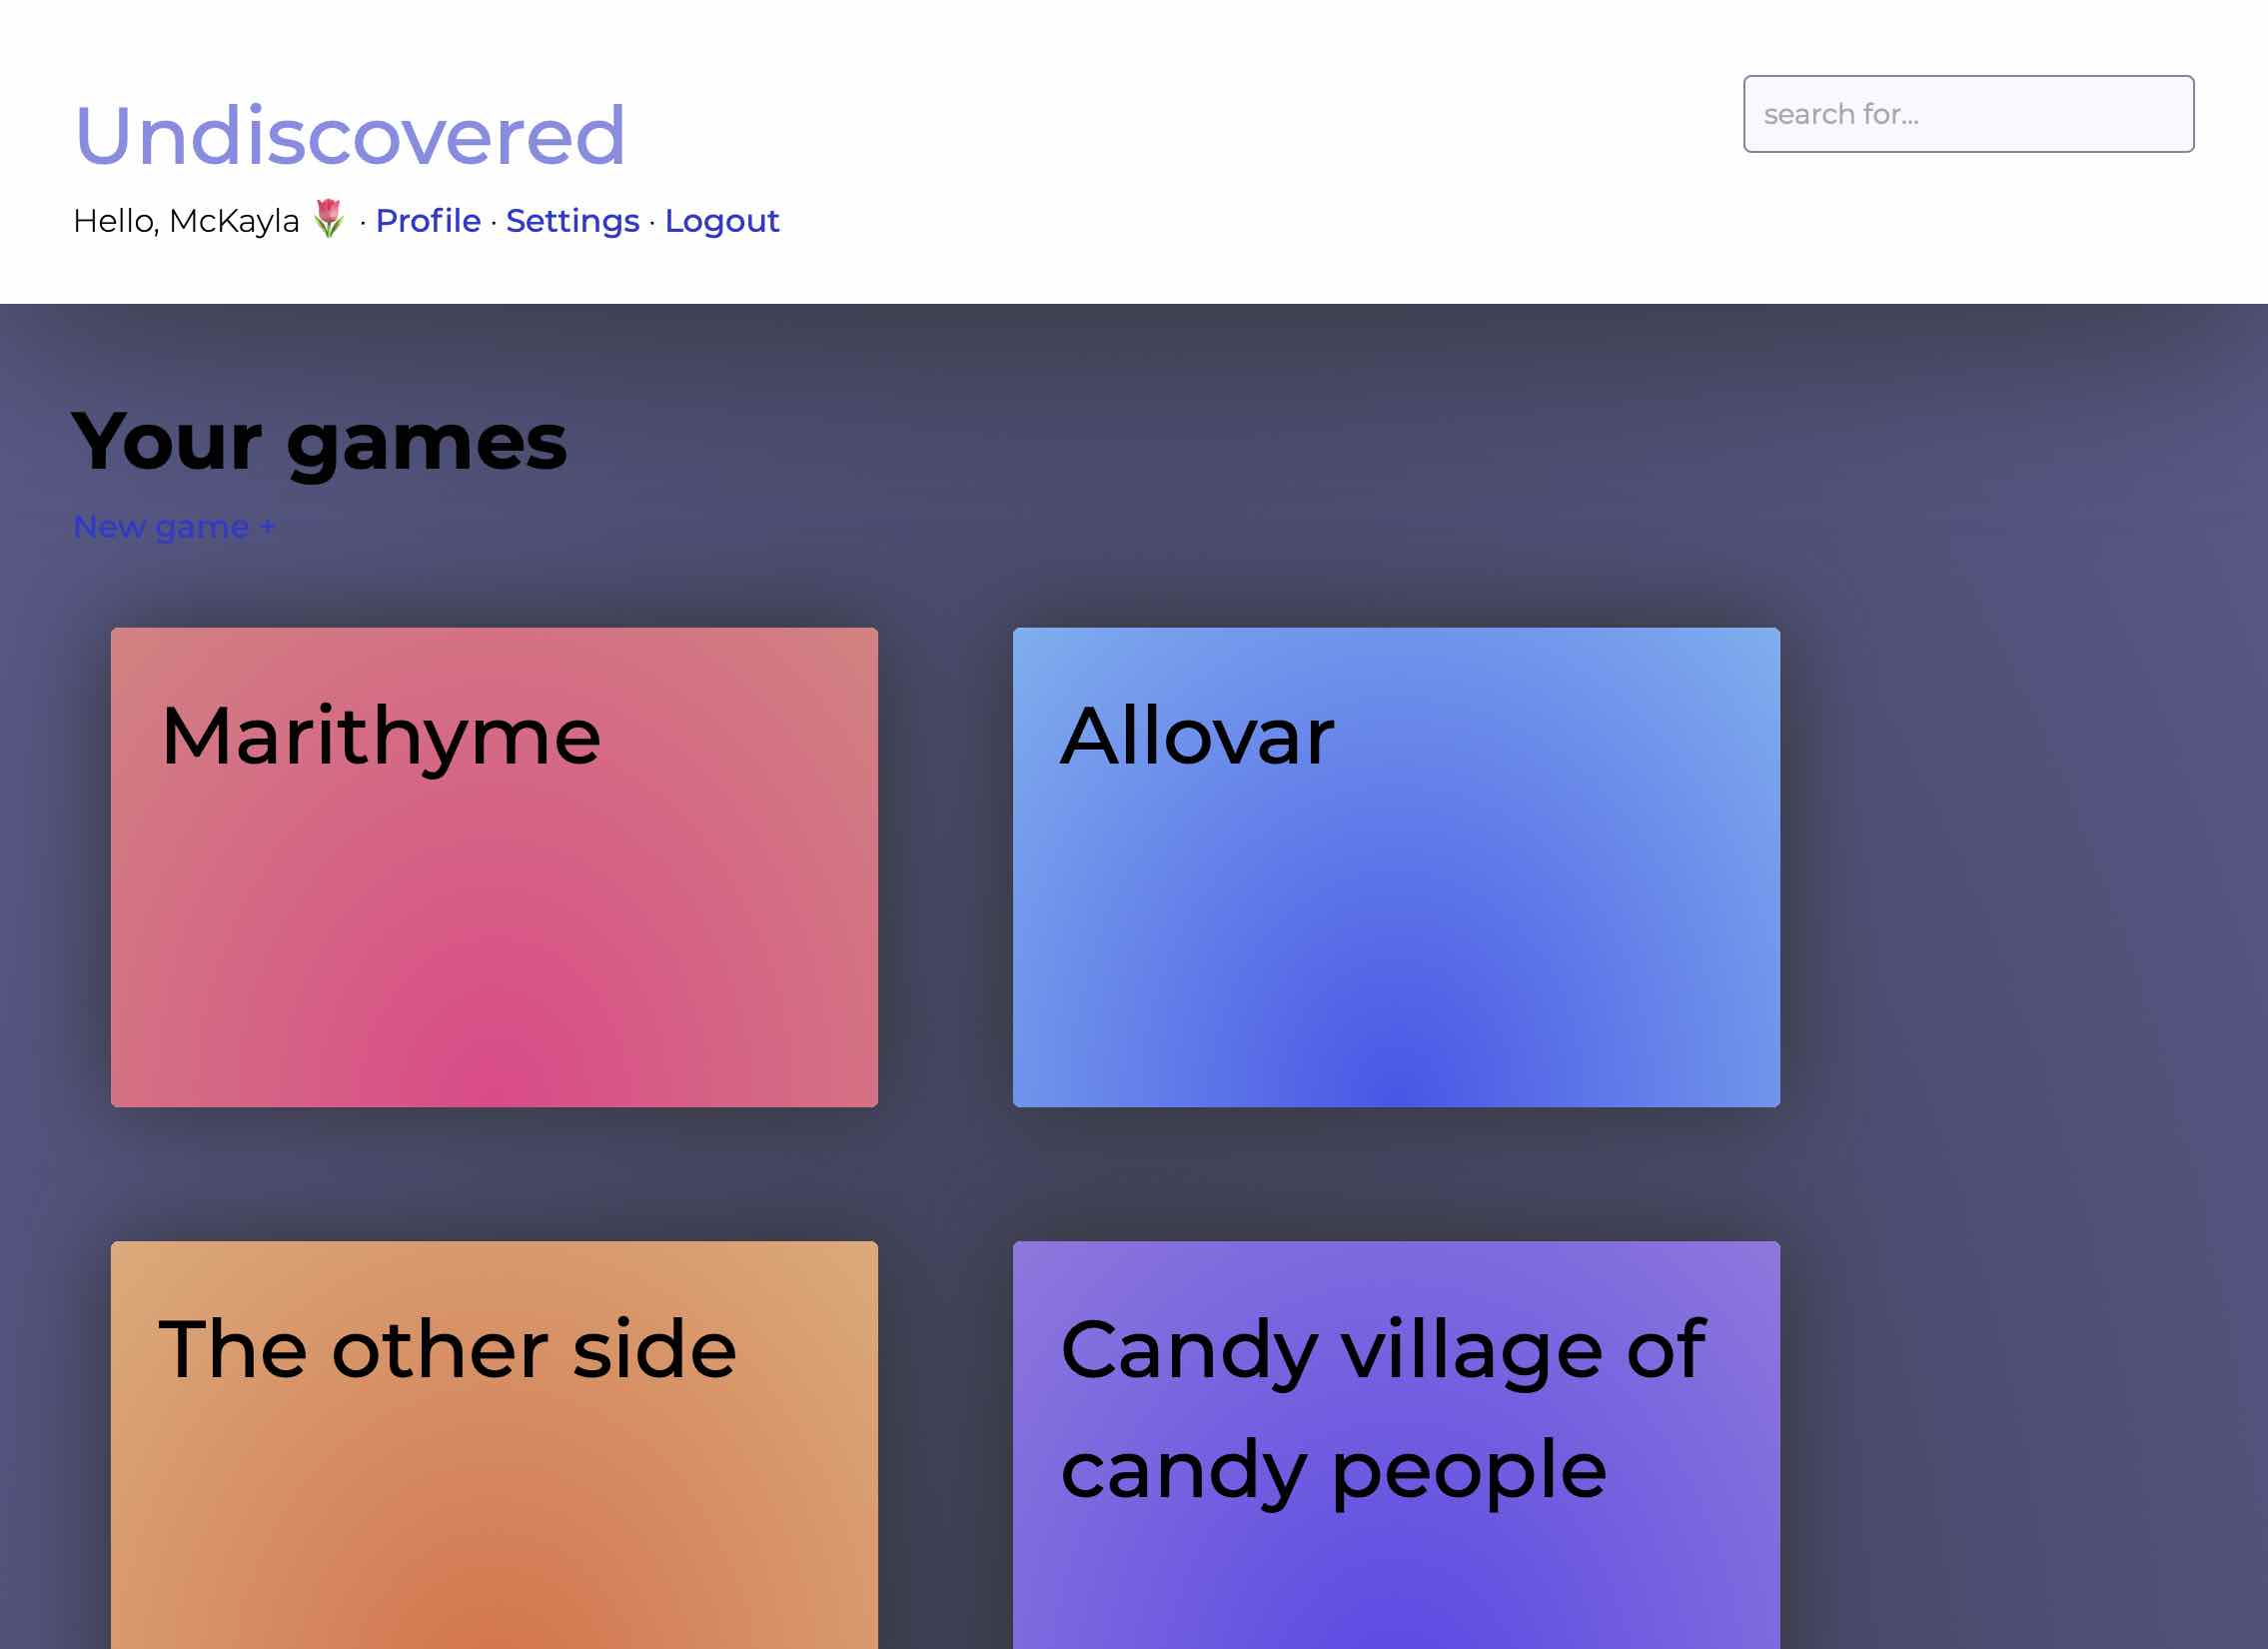 Undiscovered
search for...
Hello, McKayla 🌷 · Profile · Settings · Logout
Your games
New game +
Marithyme
Allovar
The other side
Candy village of
candy people